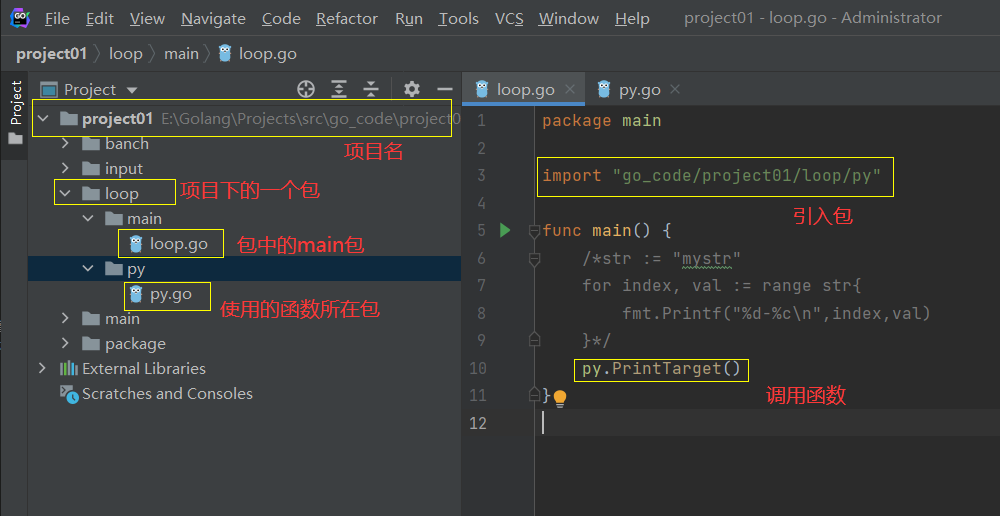 File Edit View Navigate Code Refactor Run Tools VCS Window Help project01 - loop.go - Administrator
project01 loop main loop.go
Project
Project
loop.go
py.go
project01 E:\Golang\Projects\src\go_code\project0
项目名
banch
input
loop
项目下的一个包
main
loop.go
包中的main包
py
py.go
使用的函数所在包
main
package
External Libraries
Scratches and Consoles
1 package main
2
3 import "go_code/project01/loop/py"
引入包
4
5 func main() {
6 /*str := "mystr"
7 for index, val := range str{
8 fmt.Printf("%d-%c\n",index,val)
9 }*/
10 py.PrintTarget()
调用函数
11 }
12